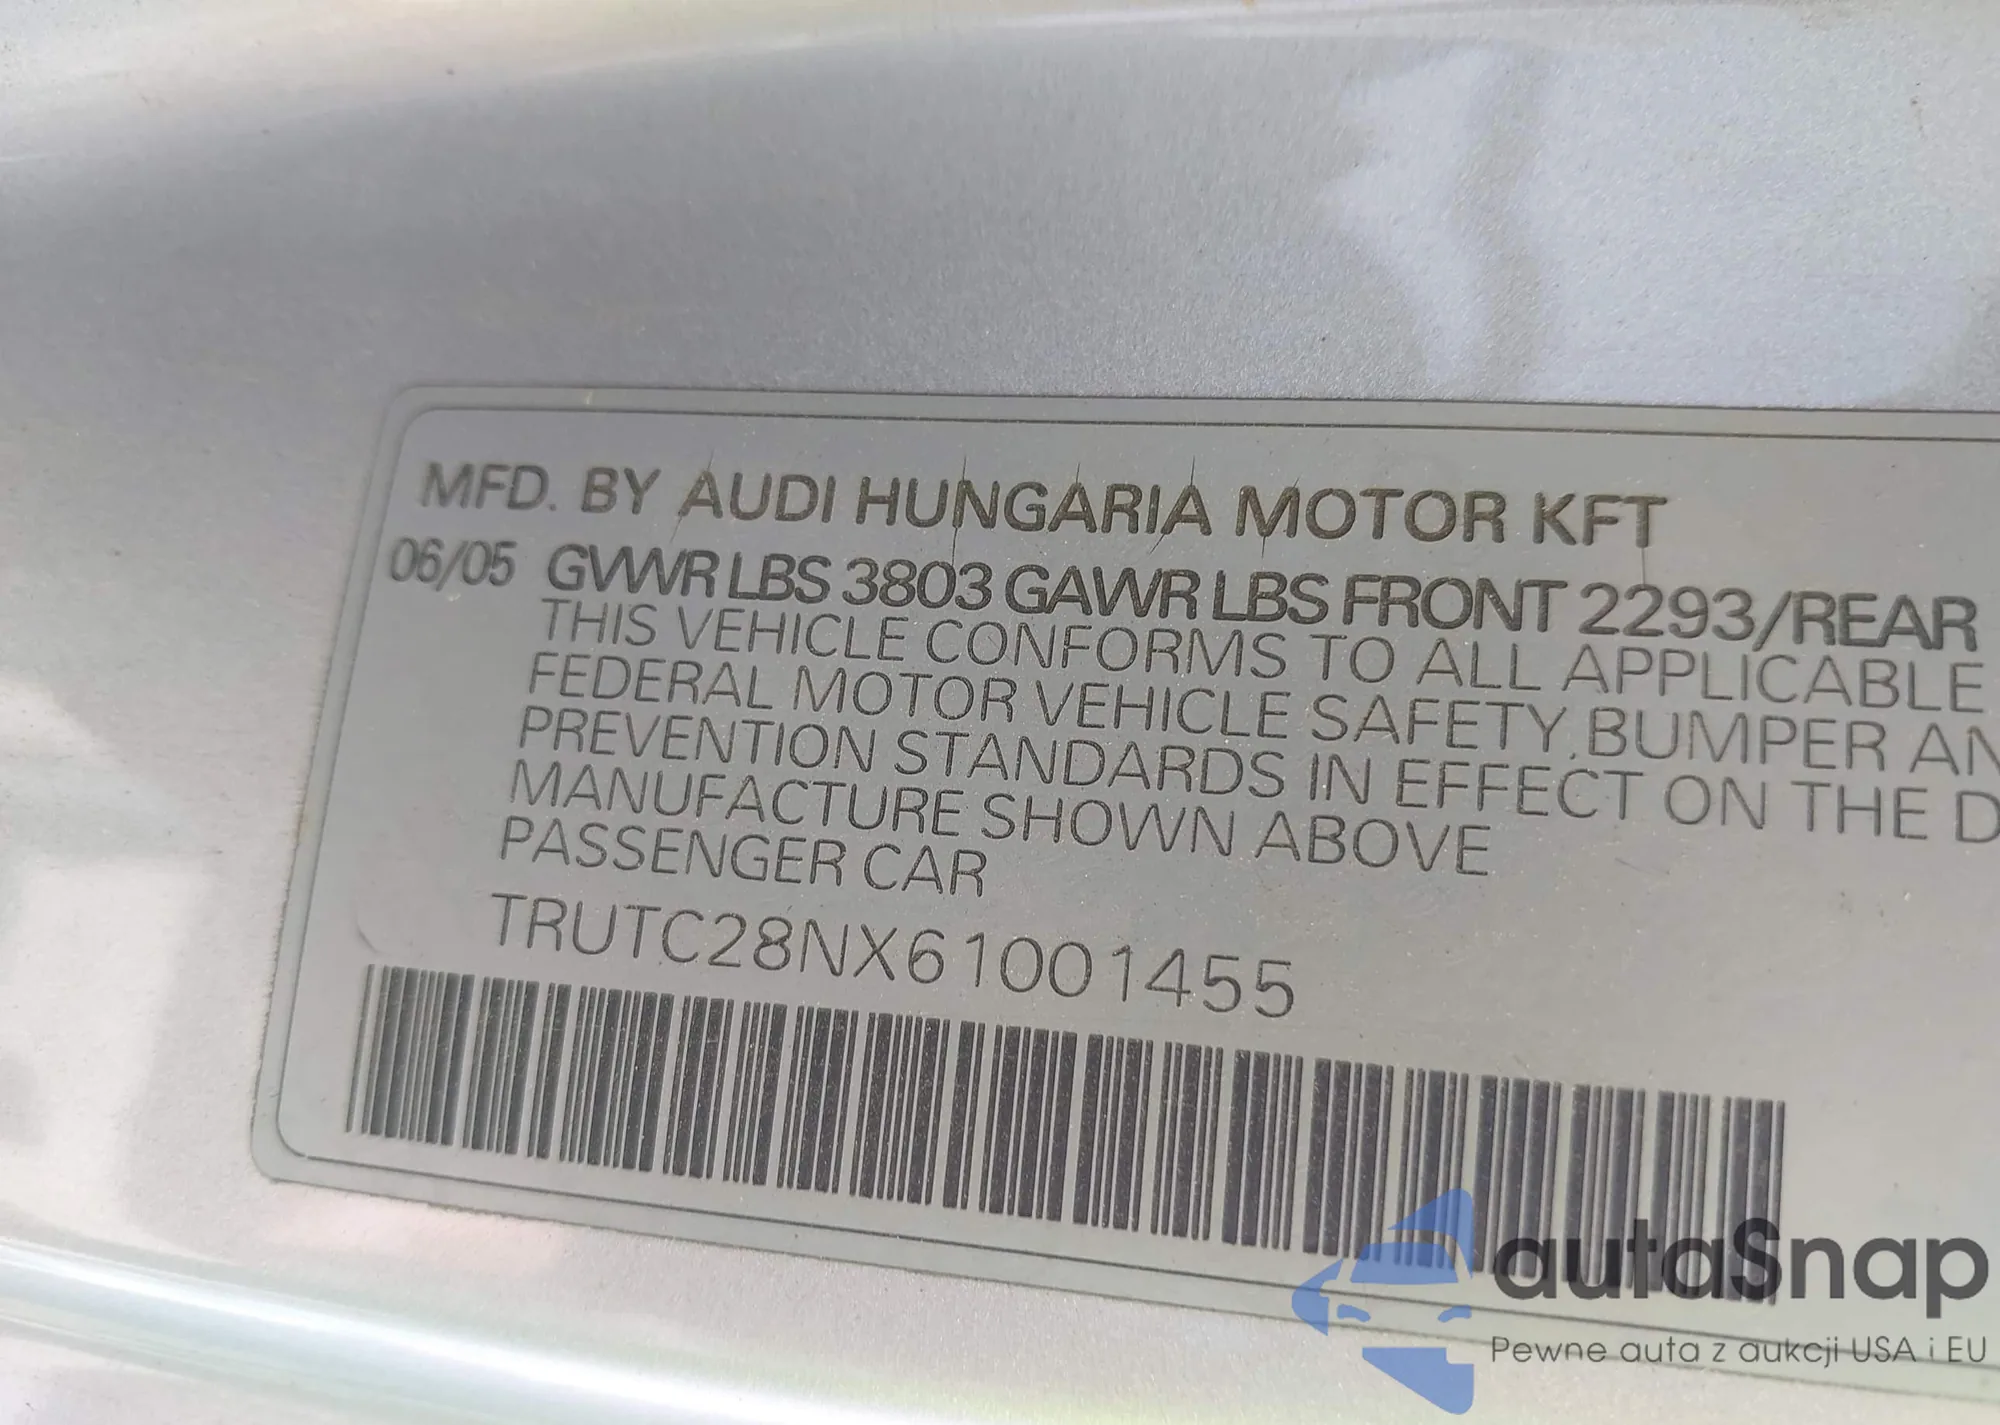 MFD. BY AUDI HUNGARIA MOTOR KFT
06/05 GVWR LBS 3803 GAWR LBS FRONT 2293/REAR
THIS VEHICLE CONFORMS TO ALL APPLICABLE
FEDERAL MOTOR VEHICLE SAFETY, BUMPER AN
PREVENTION STANDARDS IN EFFECT ON THE D
MANUFACTURE SHOWN ABOVE
PASSENGER CAR
TRUTC28NX61001455
autaSnap
Pewne auta z aukcji USA i EU